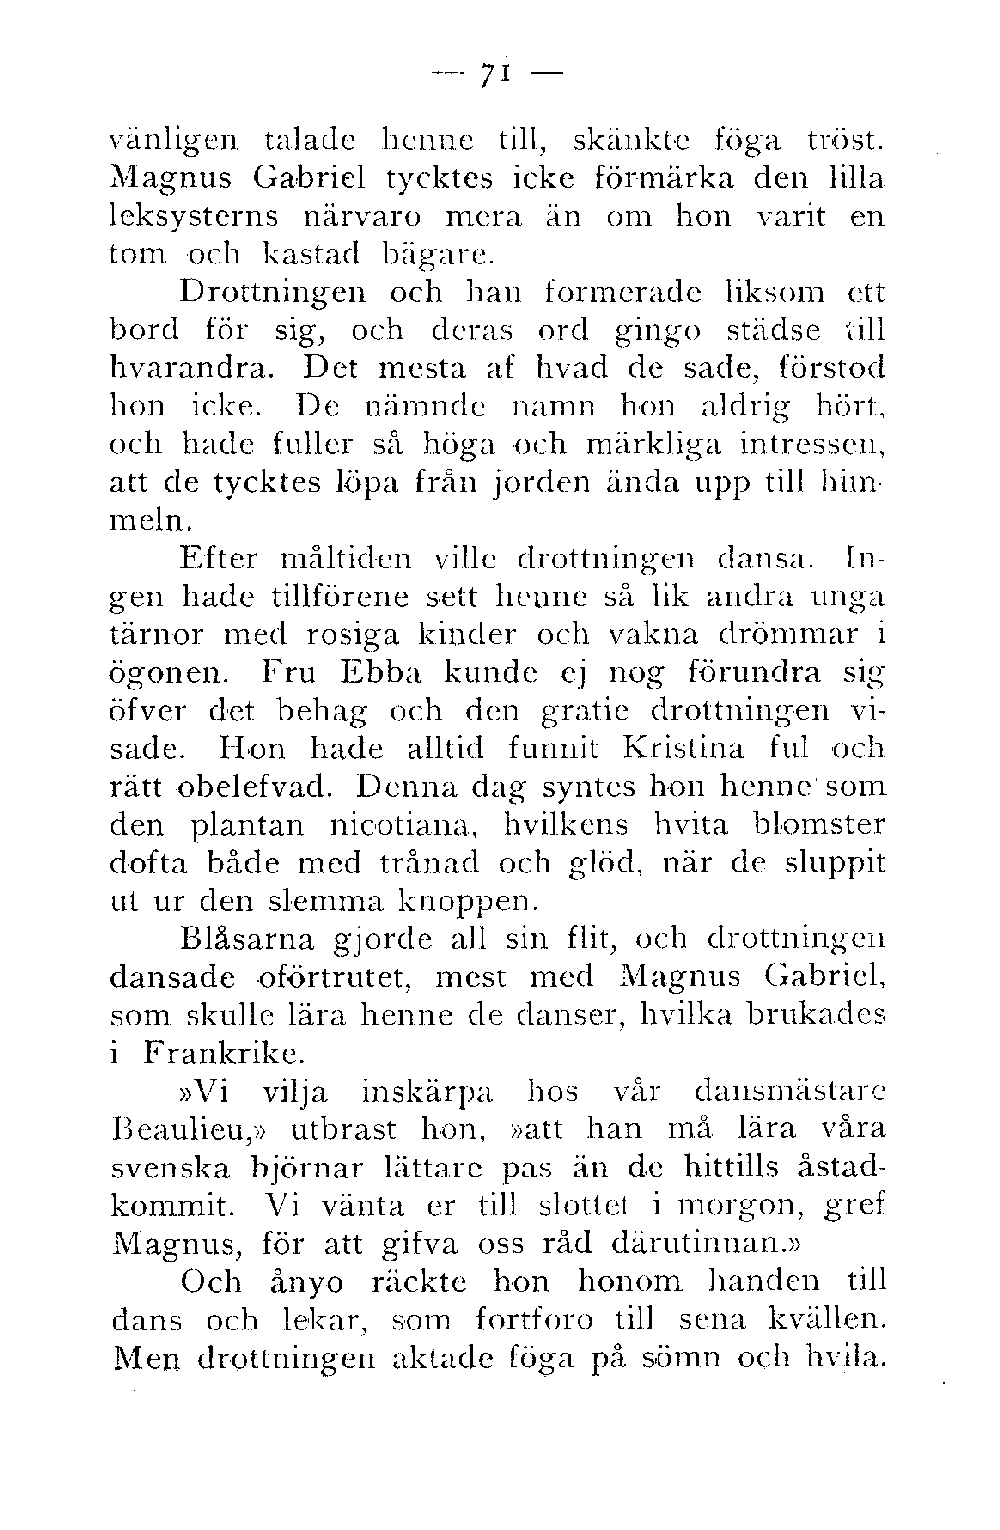 — 71 —
vänligen talade henne till, skänkte föga tröst.
Magnus Gabriel tycktes icke förmärka den lilla
leksysterns närvaro mera än om hon varit en
tom och kastad bägare.
Drottningen och han formerade liksom ett
bord för sig, och deras ord gingo städse till
hvarandra. Det mesta af hvad de sade, förstod
hon icke. De nämnde namn hon aldrig hört,
och hade fuller så höga och märkliga intressen,
att de tycktes löpa från jorden ända upp till him-
meln.
Efter måltiden ville drottningen dansa. In-
gen hade tillförene sett henne så lik andra unga
tärnor med rosiga kinder och vakna drömmar i
ögonen. Fru Ebba kunde ej nog förundra sig
öfver det behag och den gratie drottningen vi-
sade. Hon hade alltid funnit Kristina ful och
rätt obelefvad. Denna dag syntes hon henne som
den plantan nicotiana, hvilkens hvita blomster
dofta både med trånad och glöd, när de sluppit
ut ur den slemma knoppen.
Blåsarna gjorde all sin flit, och drottningen
dansade oförtrutet, mest med Magnus Gabriel,
som skulle lära henne de danser, hvilka brukades
i Frankrike.
»Vi vilja inskärpa hos vår dansmästare
Beaulieu,» utbrast hon, »att han må lära våra
svenska björnar lättare pas än de hittills åstad-
kommit. Vi vänta er till slottet i morgon, gref
Magnus, för att gifva oss råd därutinnan.»
Och ånyo räckte hon honom handen till
dans och lekar, som fortforo till sena kvällen.
Men drottningen aktade föga på sömn och hvila.